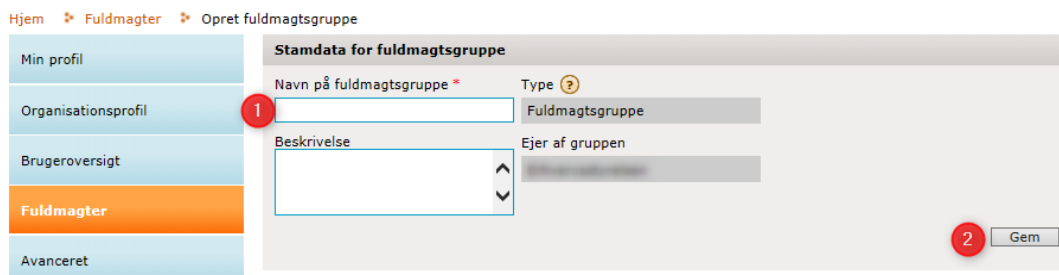 Hjem Fuldmagter Opret fuldmagtsgruppe
Min profil
Organisationsprofil
Brugeroversigt
Fuldmagter
Avanceret
Stamdata for fuldmagtsgruppe
Navn på fuldmagtsgruppe * Type ?
1 Fuldmagtsgruppe
Beskrivelse Ejer af gruppen
2 Gem